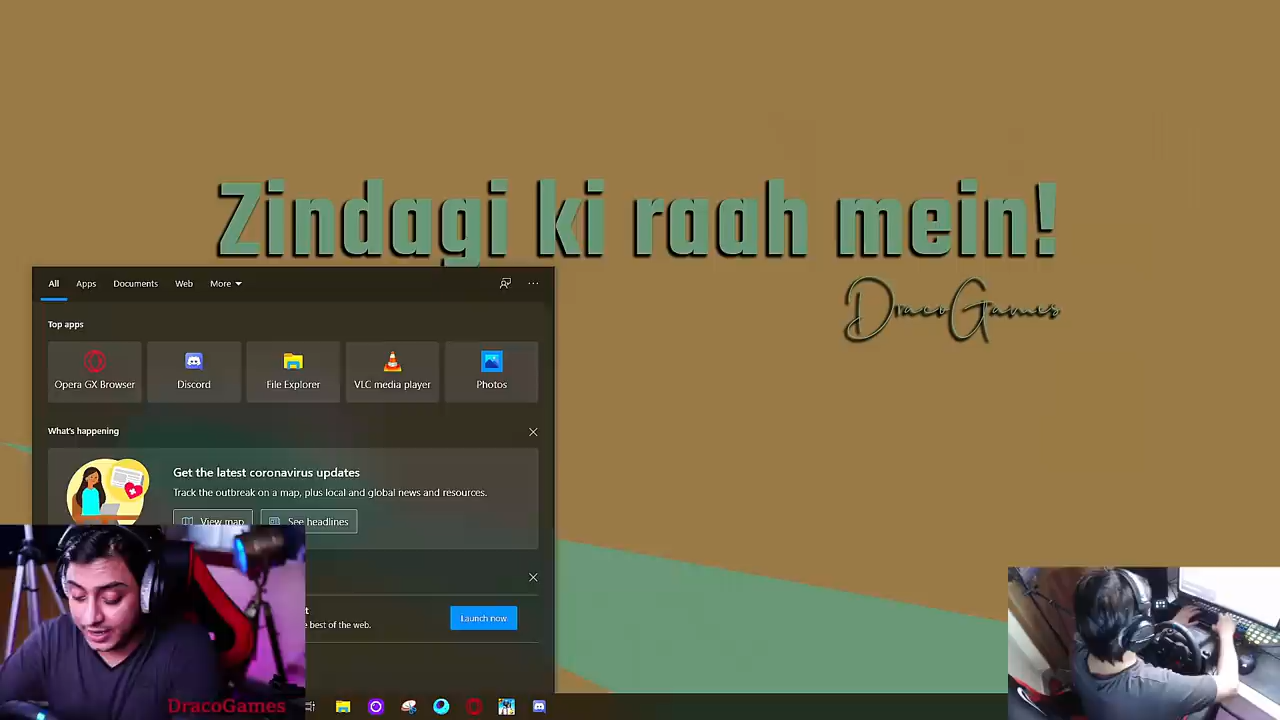 Zindagi ki raah mein!
DracoGames
All Apps Documents Web More
Top apps
Opera GX Browser Discord File Explorer VLC media player Photos
What's happening
Get the latest coronavirus updates
Track the outbreak on a map, plus local and global news and resources.
View map See headlines
best of the web.
Launch now
DracoGames